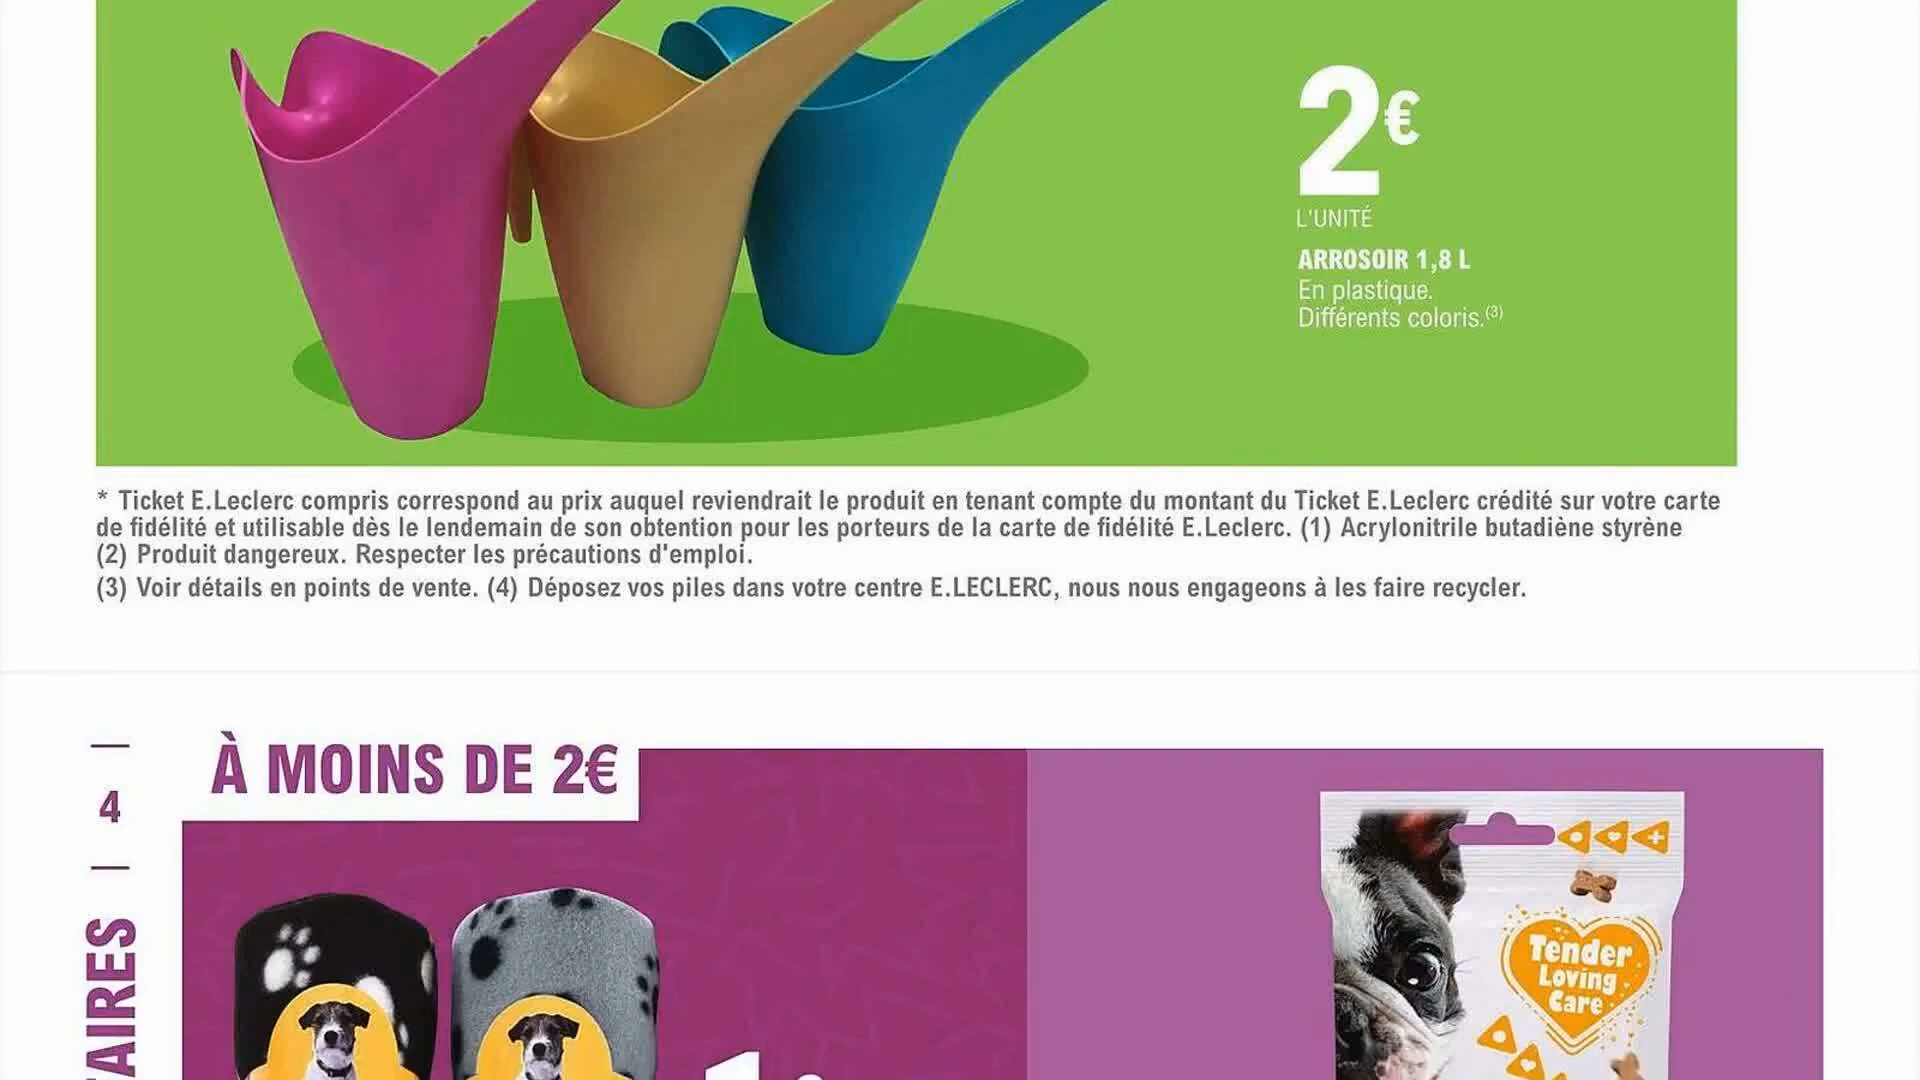 2€
L'UNITÉ
ARROSOIR 1,8 L
En plastique.
Différents coloris.(3)
* Ticket E.Leclerc compris correspond au prix auquel reviendrait le produit en tenant compte du montant du Ticket E.Leclerc crédité sur votre carte
de fidélité et utilisable dès le lendemain de son obtention pour les porteurs de la carte de fidélité E.Leclerc. (1) Acrylonitrile butadiène styrène
(2) Produit dangereux. Respecter les précautions d'emploi.
(3) Voir détails en points de vente. (4) Déposez vos piles dans votre centre E.LECLERC, nous nous engageons à les faire recycler.
4
À MOINS DE 2€
Tender
Loving
Care